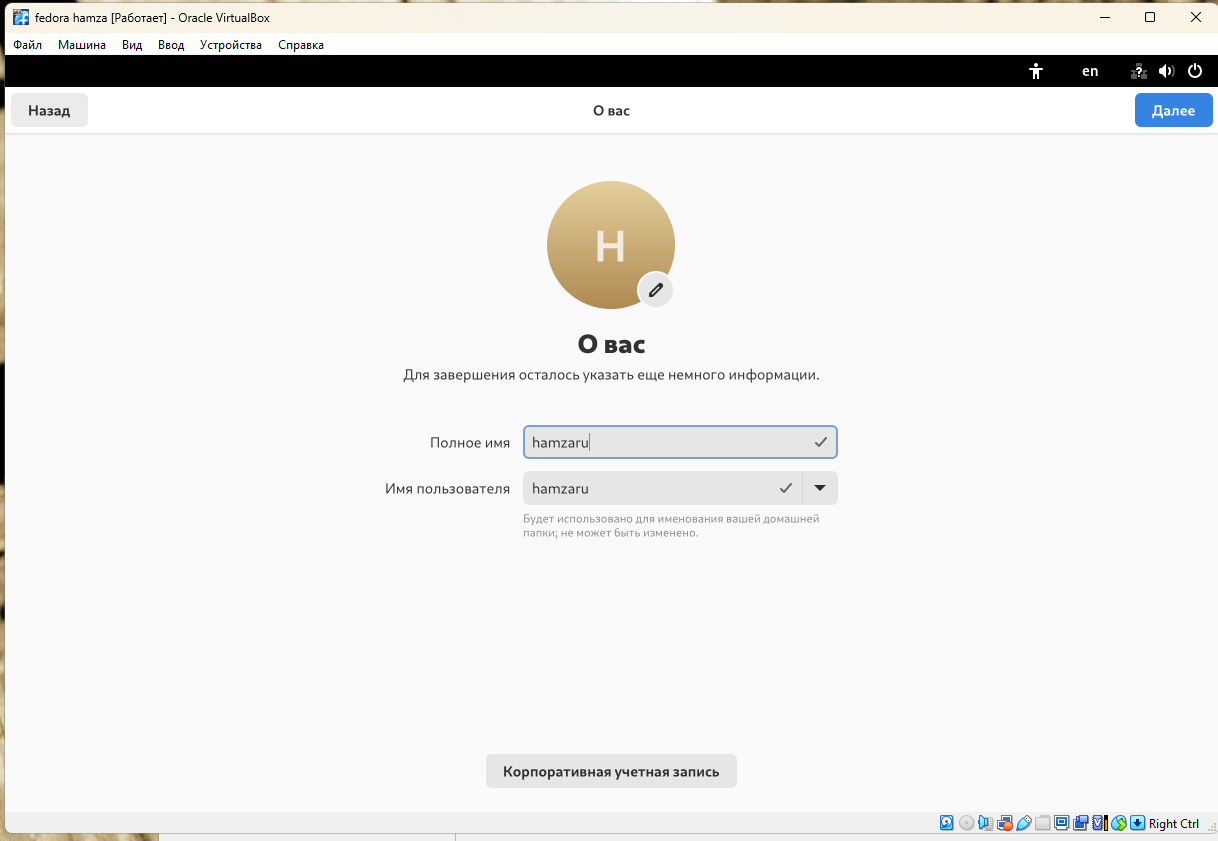 fedora hamza [Работает] - Oracle VirtualBox
Файл Машина Вид Ввод Устройства Справка
en
Назад О вас Далее
H
О вас
Для завершения осталось указать еще немного информации.
Полное имя hamzaru
Имя пользователя hamzaru
Будет использовано для именования вашей домашней
папки; не может быть изменено.
Корпоративная учетная запись
Right Ctrl